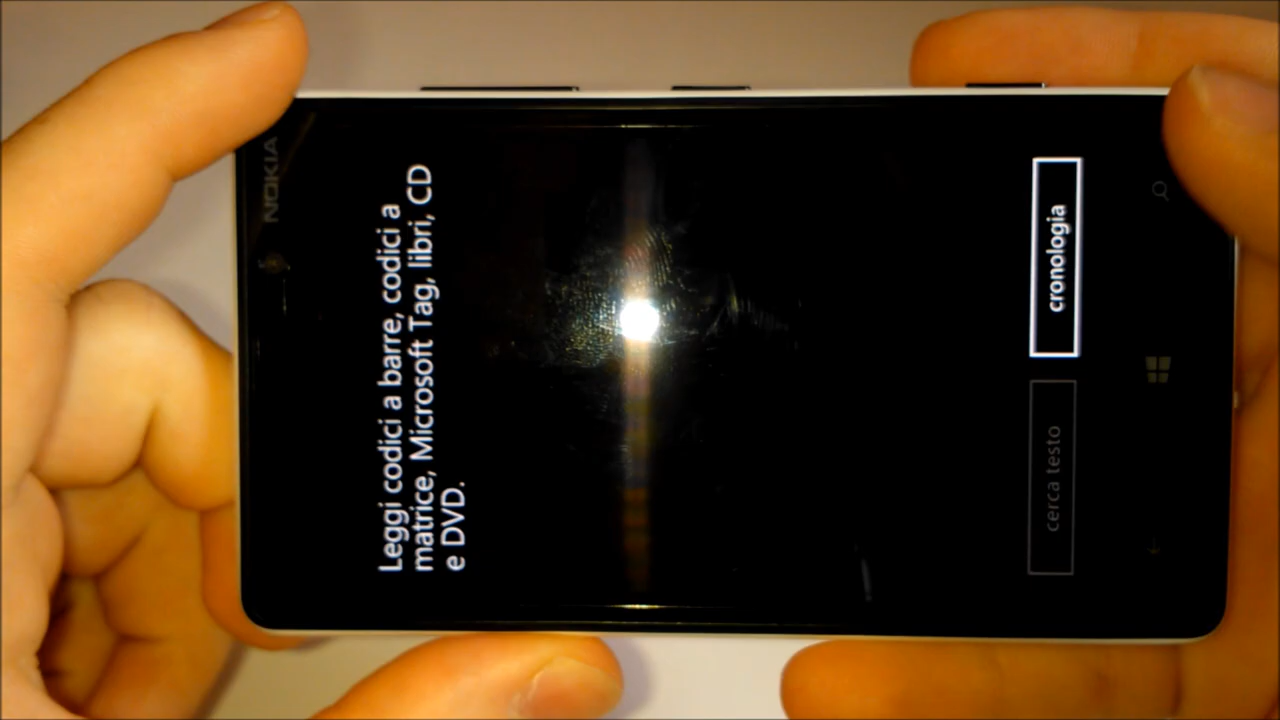 NOKIA
Leggi codici a barre, codici a
matrice, Microsoft Tag, libri, CD
e DVD.
cerca testo
cronologia